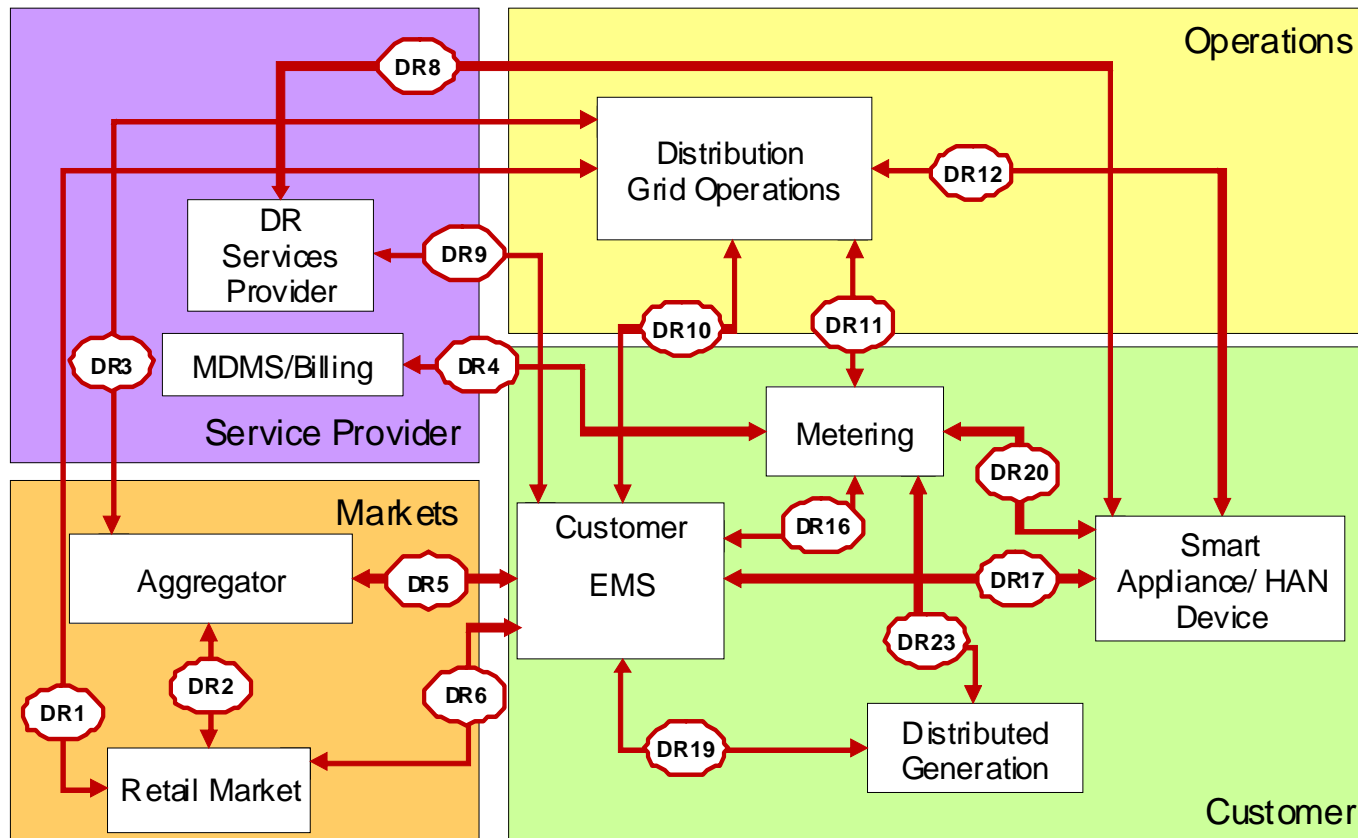 Operations
DR8
Distribution
Grid Operations
DR12
DR
Services
Provider
DR9
DR10
DR11
DR3
MDMS/Billing
DR4
Service Provider
Metering
DR20
Markets
Customer
EMS
DR16
Smart
Appliance/ HAN
Device
Aggregator
DR5
DR17
DR23
DR2
DR6
DR1
DR19
Distributed
Generation
Retail Market
Customer